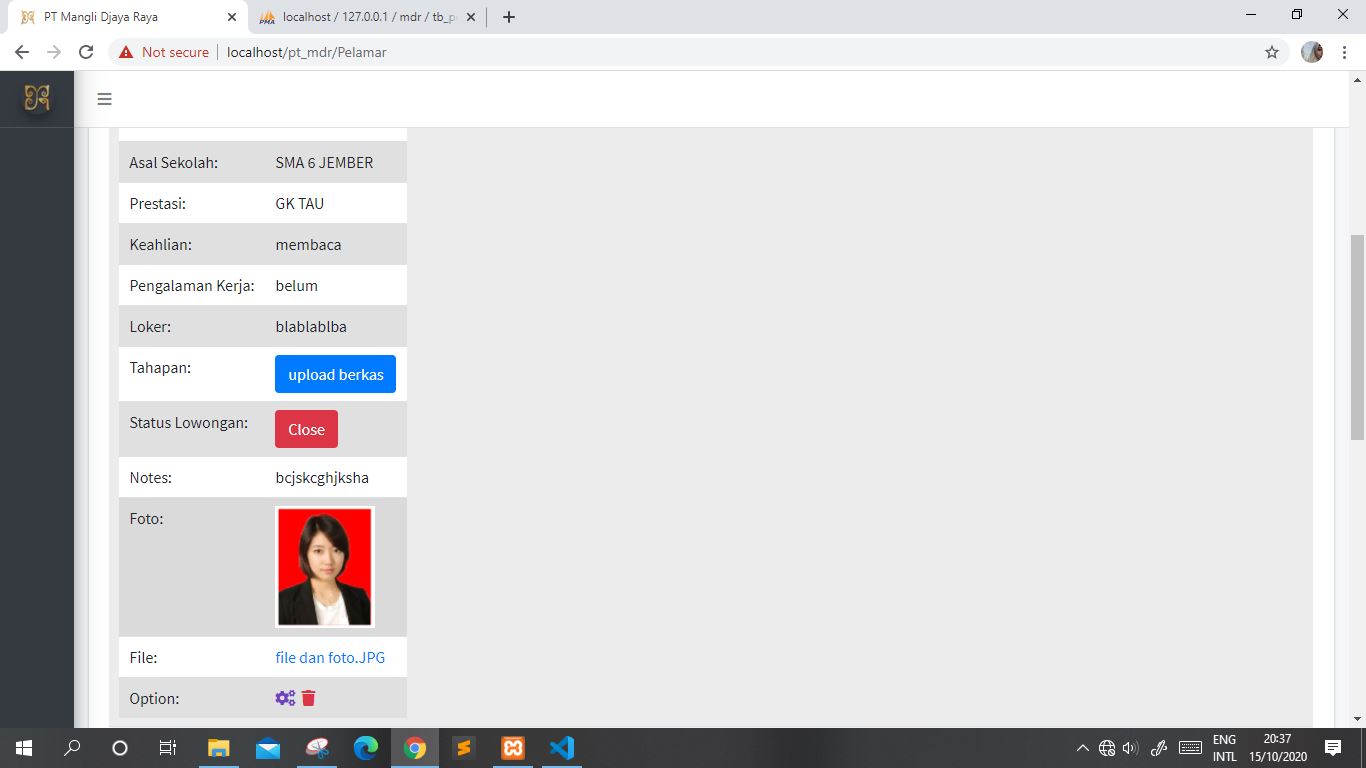 PT Mangli Djaya Raya
localhost / 127.0.0.1 / mdr / tb_p
Not secure
localhost/pt_mdr/Pelamar
Asal Sekolah: SMA 6 JEMBER
Prestasi: GK TAU
Keahlian: membaca
Pengalaman Kerja: belum
Loker: blablablba
Tahapan: upload berkas
Status Lowongan: Close
Notes: bcjskcghjksha
Foto:
File: file dan foto.JPG
Option:
ENG 20:37
INTL 15/10/2020